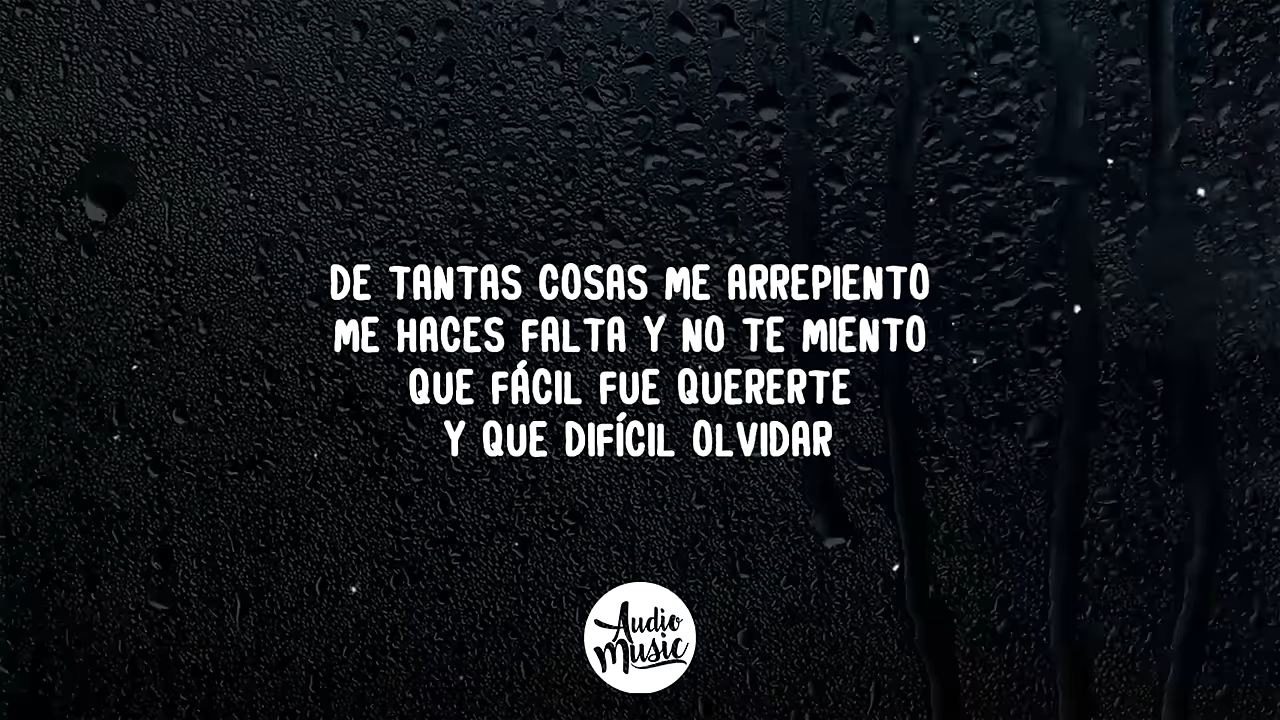 DE TANTAS COSAS ME ARREPIENTO
ME HACES FALTA Y NO TE MIENTO
QUE FÁCIL FUE QUERERTE
Y QUE DIFÍCIL OLVIDAR
Audio
Music